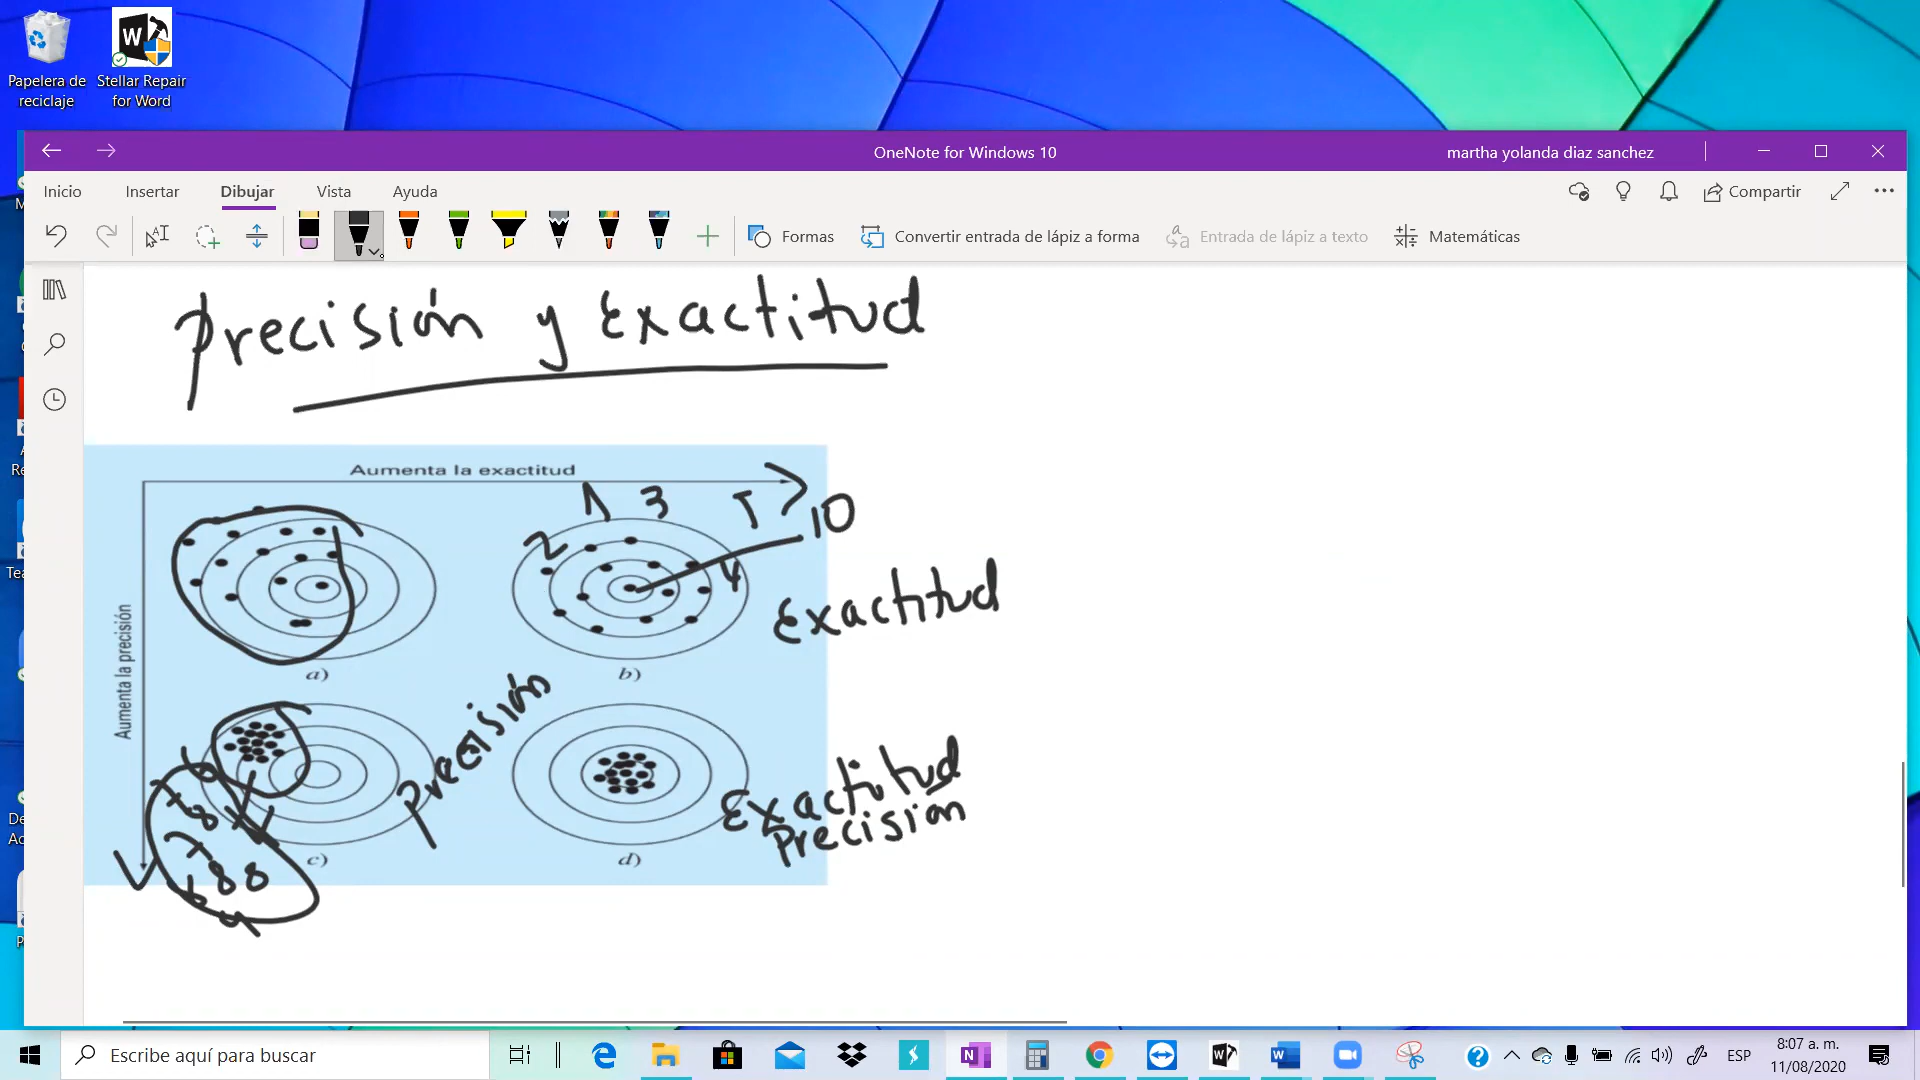 Papelera de
reciclaje
Stellar Repair
for Word
OneNote for Windows 10
martha yolanda diaz sanchez
Inicio
Insertar
Dibujar
Vista
Ayuda
Compartir
Formas
Convertir entrada de lápiz a forma
Entrada de lápiz a texto
Matemáticas
Precisión y Exactitud
Aumenta la exactitud
1 3 5
10
2
4
Exactitud
Aumenta la precisión
a)
b)
Precisión
Exactitud
Precisión
c)
d)
Escribe aquí para buscar
ESP
8:07 a. m.
11/08/2020